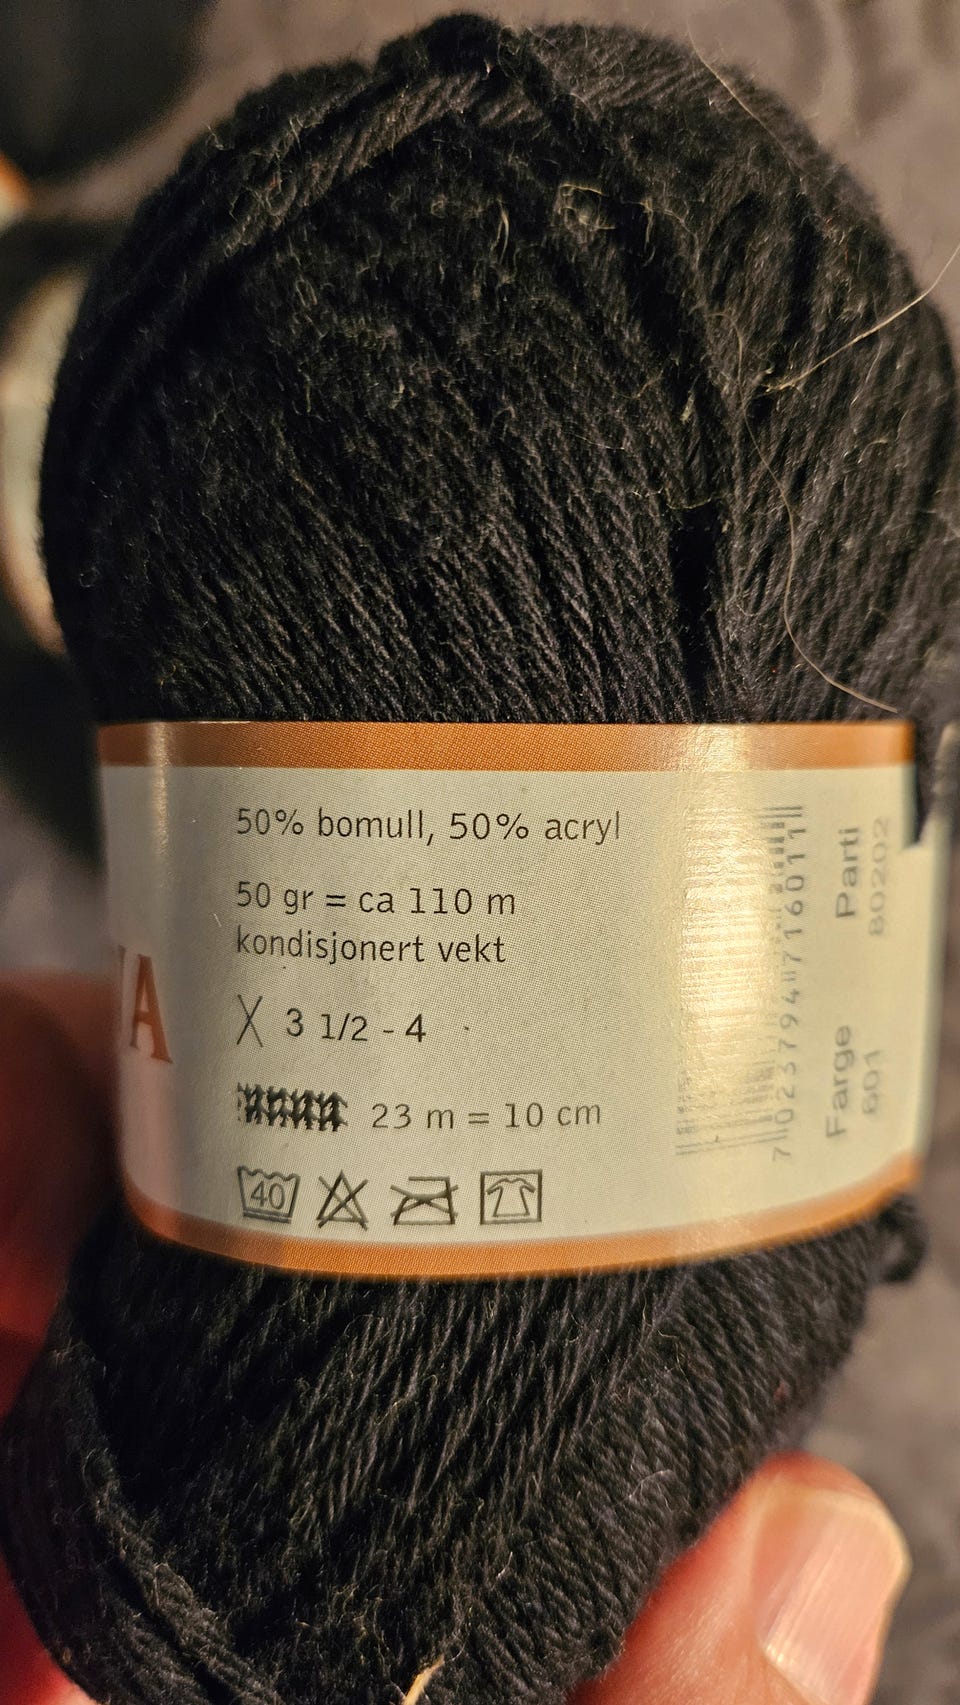 50% bomull, 50% acryl
50 gr = ca 110 m
kondisjonert vekt
3 1/2 - 4
23 m = 10 cm
40
7 023794 716011
Farge Parti
601 80202